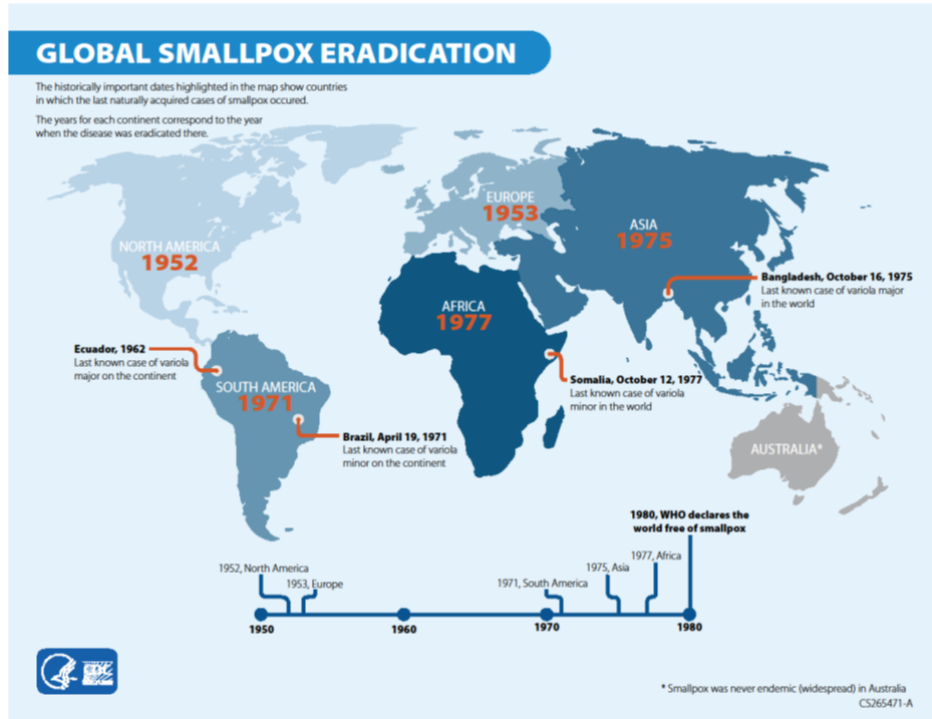 GLOBAL SMALLPOX ERADICATION
The historically important dates highlighted in the map show countries
in which the last naturally acquired cases of smallpox occured.
The years for each continent correspond to the year
when the disease was eradicated there.
NORTH AMERICA
1952
EUROPE
1953
ASIA
1975
AFRICA
1977
SOUTH AMERICA
1971
AUSTRALIA*
Bangladesh, October 16, 1975
Last known case of variola major
in the world
Ecuador, 1962
Last known case of variola
major on the continent
Somalia, October 12, 1977
Last known case of variola
minor in the world
Brazil, April 19, 1971
Last known case of variola
minor on the continent
1980, WHO declares the
world free of smallpox
1952, North America
1953, Europe
1971, South America
1975, Asia
1977, Africa
1950
1960
1970
1980
CDC
* Smallpox was never endemic (widespread) in Australia
CS265471-A